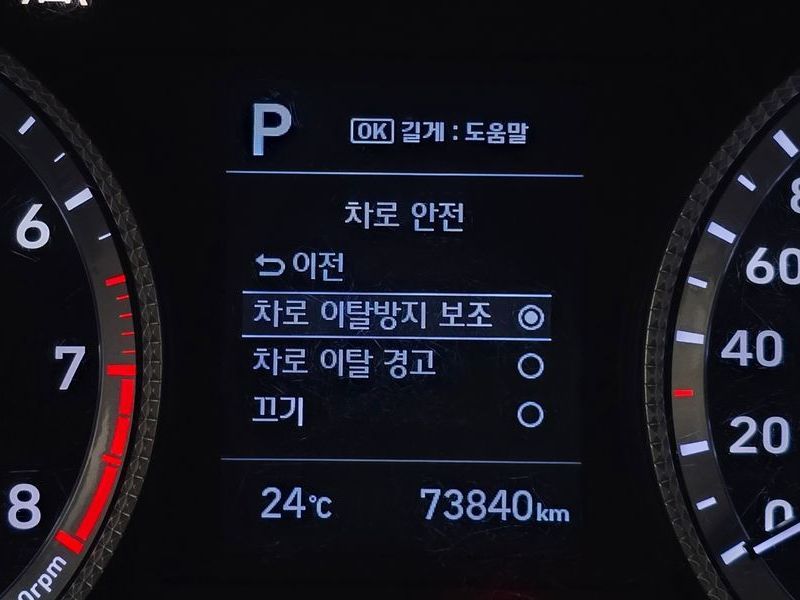 P
OK 길게 : 도움말
차로 안전
이전
차로 이탈방지 보조
차로 이탈 경고
끄기
24℃
73840km
6
7
8
rpm
60
40
20
0